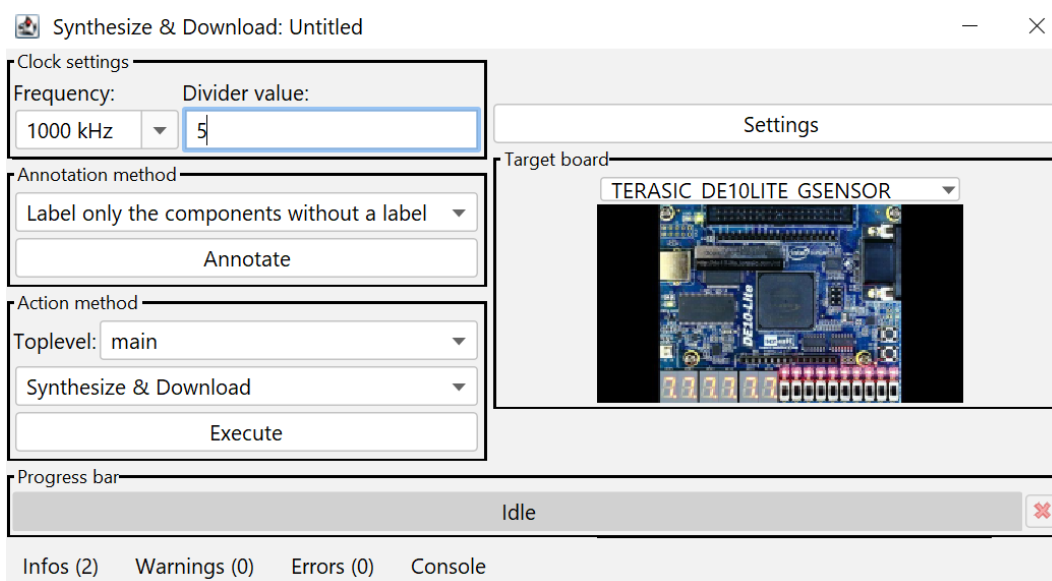 Synthesize & Download: Untitled
Clock settings
Frequency:
Divider value:
1000 kHz
5
Settings
Annotation method
Label only the components without a label
Annotate
Target board
TERASIC_DE10LITE_GSENSOR
DE10-Lite
Action method
Toplevel: main
Synthesize & Download
Execute
Progress bar
Idle
Infos (2)
Warnings (0)
Errors (0)
Console